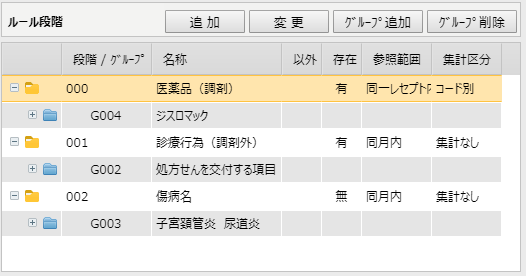 ルール段階 追 加 変 更 ｸﾞﾙｰﾌﾟ追加 ｸﾞﾙｰﾌﾟ削除
段階 / ｸﾞﾙｰﾌﾟ 名称 以外 存在 参照範囲 集計区分
000 医薬品（調剤） 有 同一レセプト内 コード別
G004 ジスロマック
001 診療行為（調剤外） 有 同月内 集計なし
G002 処方せんを交付する項目
002 傷病名 無 同月内 集計なし
G003 子宮頚管炎 尿道炎